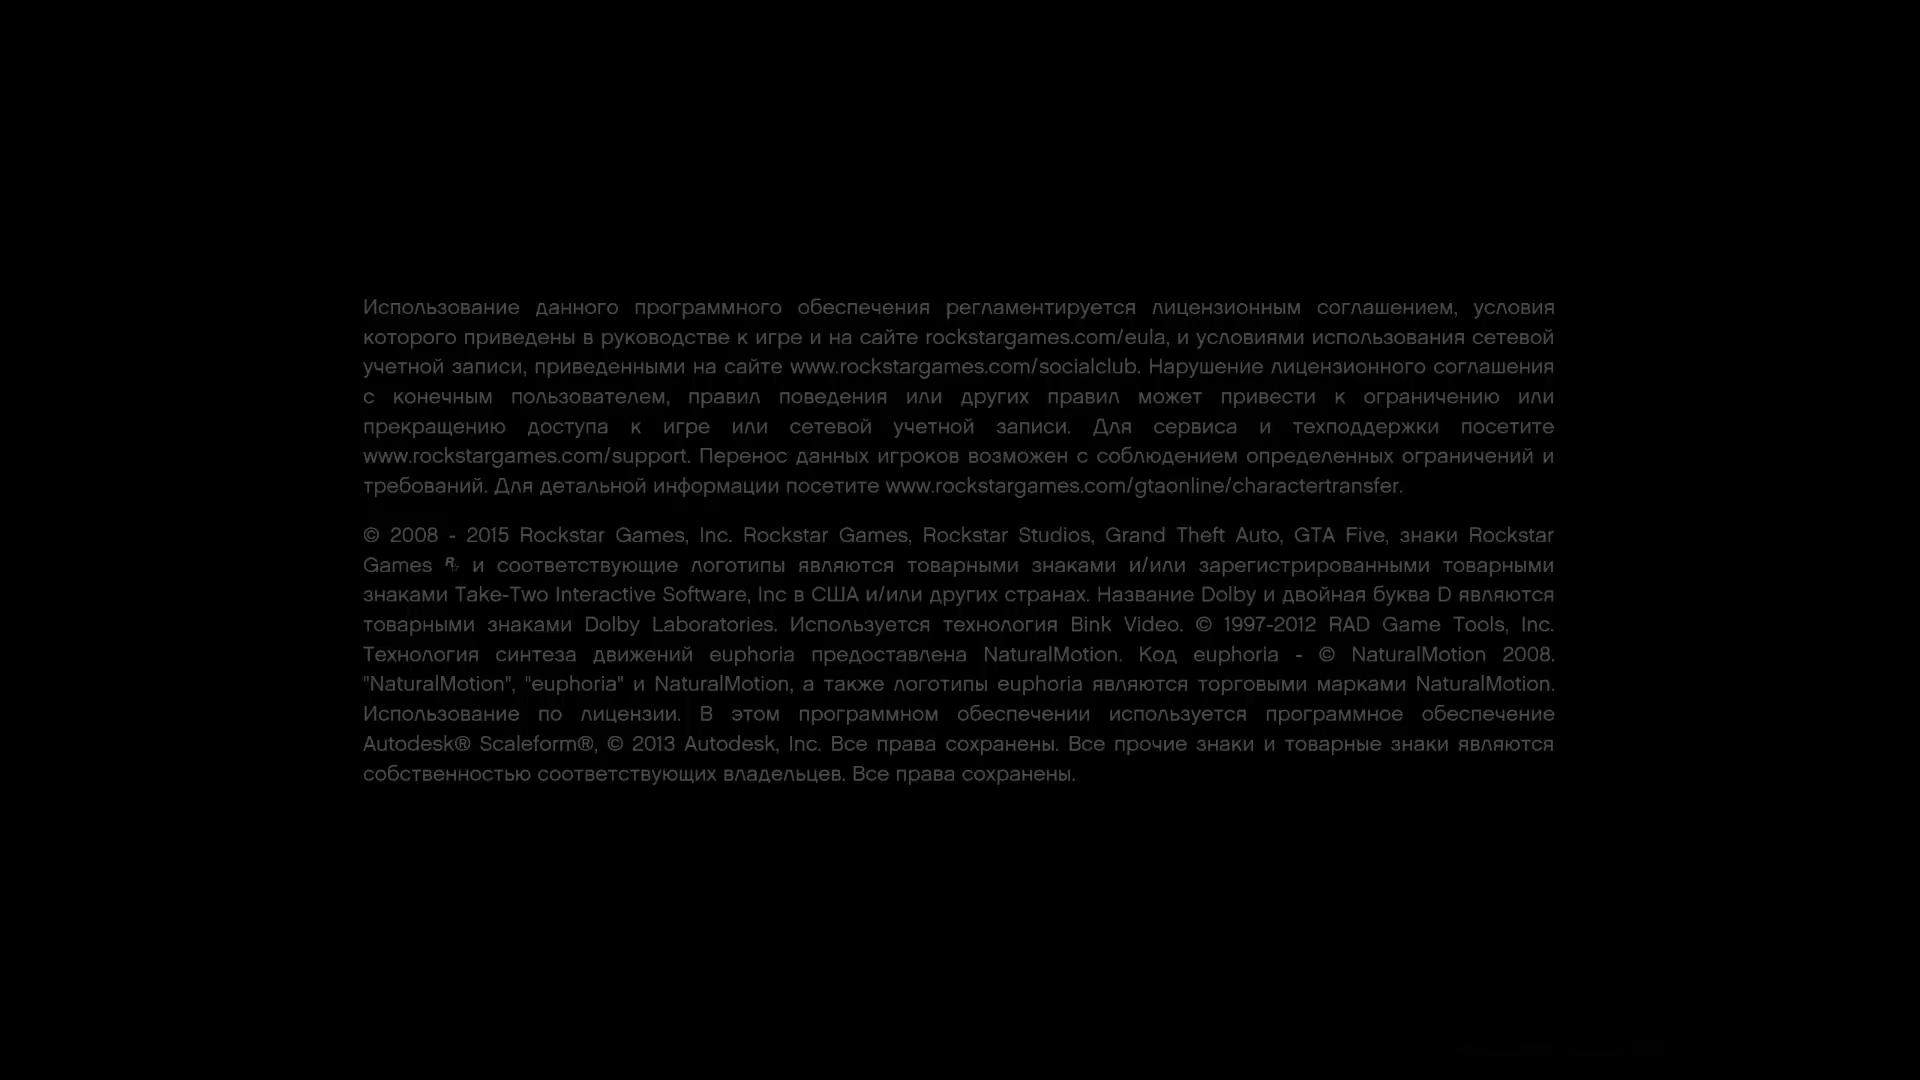 Использование данного программного обеспечения регламентируется лицензионным соглашением, условия
которого приведены в руководстве к игре и на сайте rockstargames.com/eula, и условиями использования сетевой
учетной записи, приведенными на сайте www.rockstargames.com/socialclub. Нарушение лицензионного соглашения
с конечным пользователем, правил поведения или других правил может привести к ограничению или
прекращению доступа к игре или сетевой учетной записи. Для сервиса и техподдержки посетите
www.rockstargames.com/support. Перенос данных игроков возможен с соблюдением определенных ограничений и
требований. Для детальной информации посетите www.rockstargames.com/gtaonline/charactertransfer.
© 2008 - 2015 Rockstar Games, Inc. Rockstar Games, Rockstar Studios, Grand Theft Auto, GTA Five, знаки Rockstar
Games R* и соответствующие логотипы являются товарными знаками и/или зарегистрированными товарными
знаками Take-Two Interactive Software, Inc в США и/или других странах. Название Dolby и двойная буква D являются
товарными знаками Dolby Laboratories. Используется технология Bink Video. © 1997-2012 RAD Game Tools, Inc.
Технология синтеза движений euphoria предоставлена NaturalMotion. Код euphoria - © NaturalMotion 2008.
"NaturalMotion", "euphoria" и NaturalMotion, а также логотипы euphoria являются торговыми марками NaturalMotion.
Использование по лицензии. В этом программном обеспечении используется программное обеспечение
Autodesk® Scaleform®, © 2013 Autodesk, Inc. Все права сохранены. Все прочие знаки и товарные знаки являются
собственностью соответствующих владельцев. Все права сохранены.